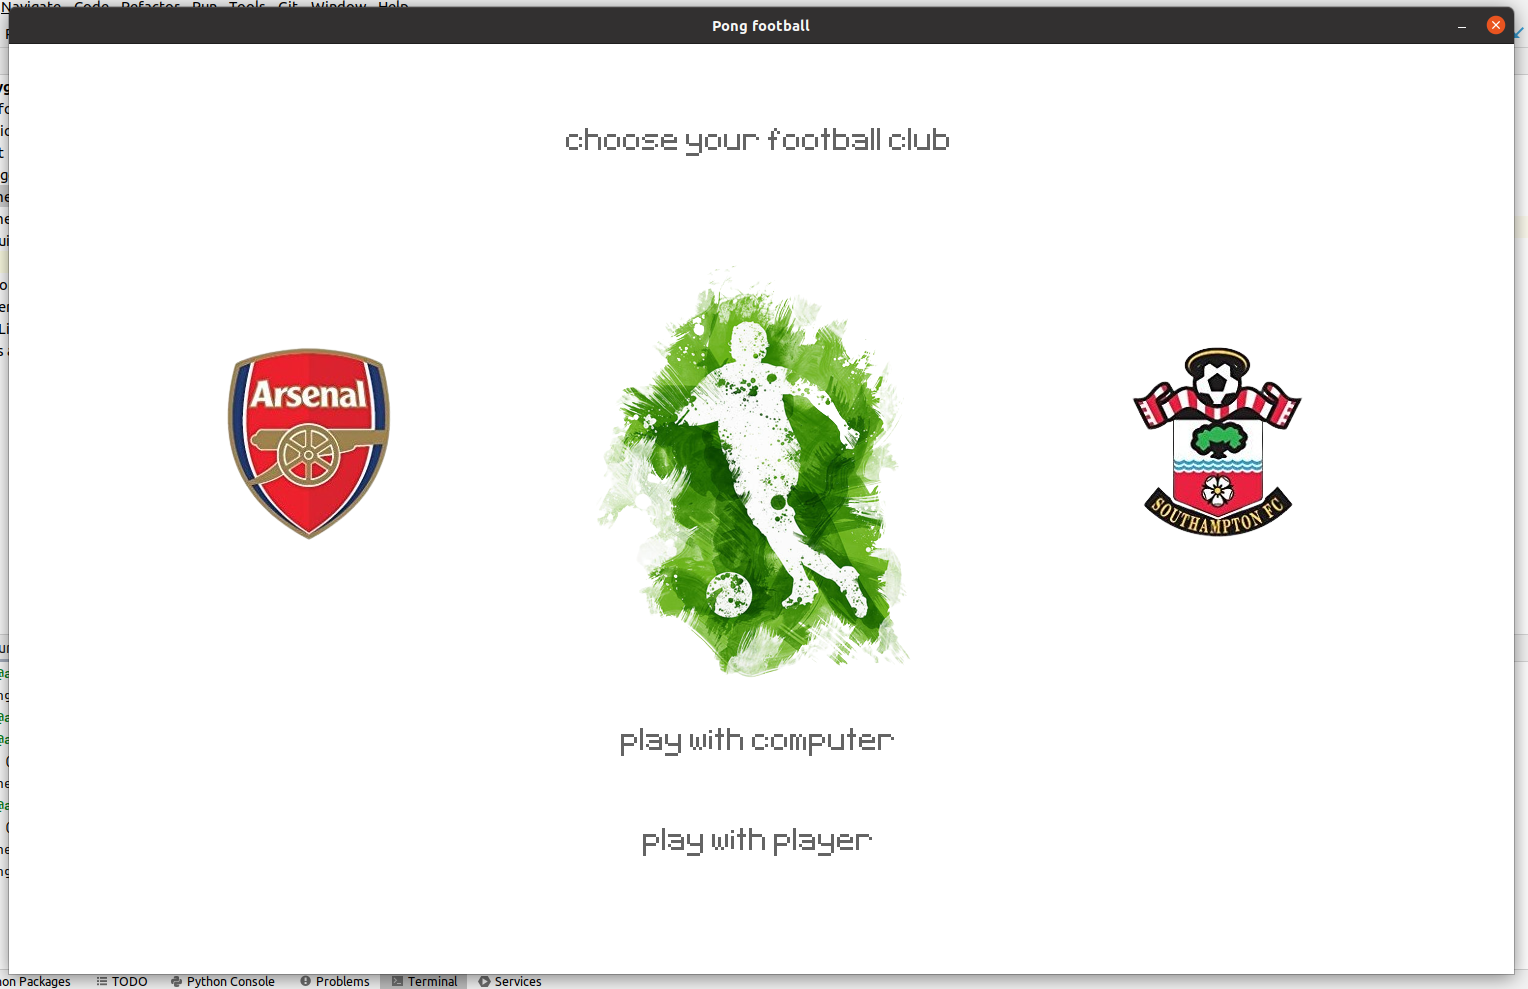 Navigate Code Refactor Run Tools Git Window Help
Pong football
choose your football club
Arsenal
SOUTHAMPTON FC
play with computer
play with player
Packages TODO Python Console Problems Terminal Services